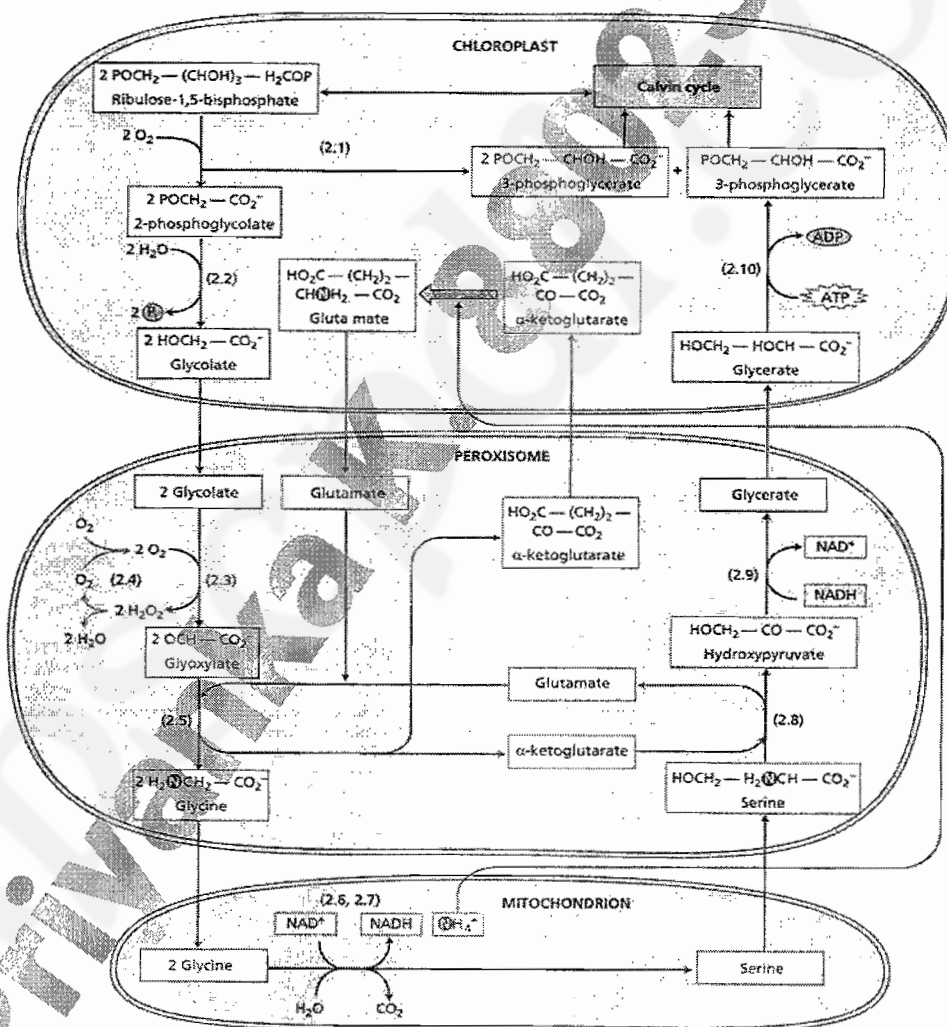 CHLOROPLAST
2 POCH₂ — (CHOH)₃ — H₂COP
Ribulose-1,5-bisphosphate
Calvin cycle
2 O₂
(2.1)
2 POCH₂ — CHOH — CO₂⁻
3-phosphoglycerate
+
POCH₂ — CHOH — CO₂⁻
3-phosphoglycerate
2 POCH₂ — CO₂⁻
2-phosphoglycolate
2 H₂O
(2.2)
2 Pᵢ
HO₂C — (CH₂)₂ —
CHNH₂ — CO₂
Gluta mate
HO₂C — (CH₂)₂ —
CO — CO₂
α-ketoglutarate
ADP
(2.10)
ATP
2 HOCH₂ — CO₂⁻
Glycolate
HOCH₂ — HOCH — CO₂⁻
Glycerate
PEROXISOME
2 Glycolate
Glutamate
Glycerate
HO₂C — (CH₂)₂ —
CO — CO₂
α-ketoglutarate
O₂
2 O₂
O₂
(2.4)
(2.3)
2 H₂O₂
2 H₂O
NAD⁺
(2.9)
NADH
2 OCH — CO₂⁻
Glyoxylate
HOCH₂ — CO — CO₂⁻
Hydroxypyruvate
Glutamate
(2.5)
(2.8)
α-ketoglutarate
2 H₂NCH₂ — CO₂⁻
Glycine
HOCH₂ — H₂NCH — CO₂⁻
Serine
MITOCHONDRION
(2.6, 2.7)
NAD⁺
NADH
NH₄⁺
2 Glycine
Serine
H₂O
CO₂